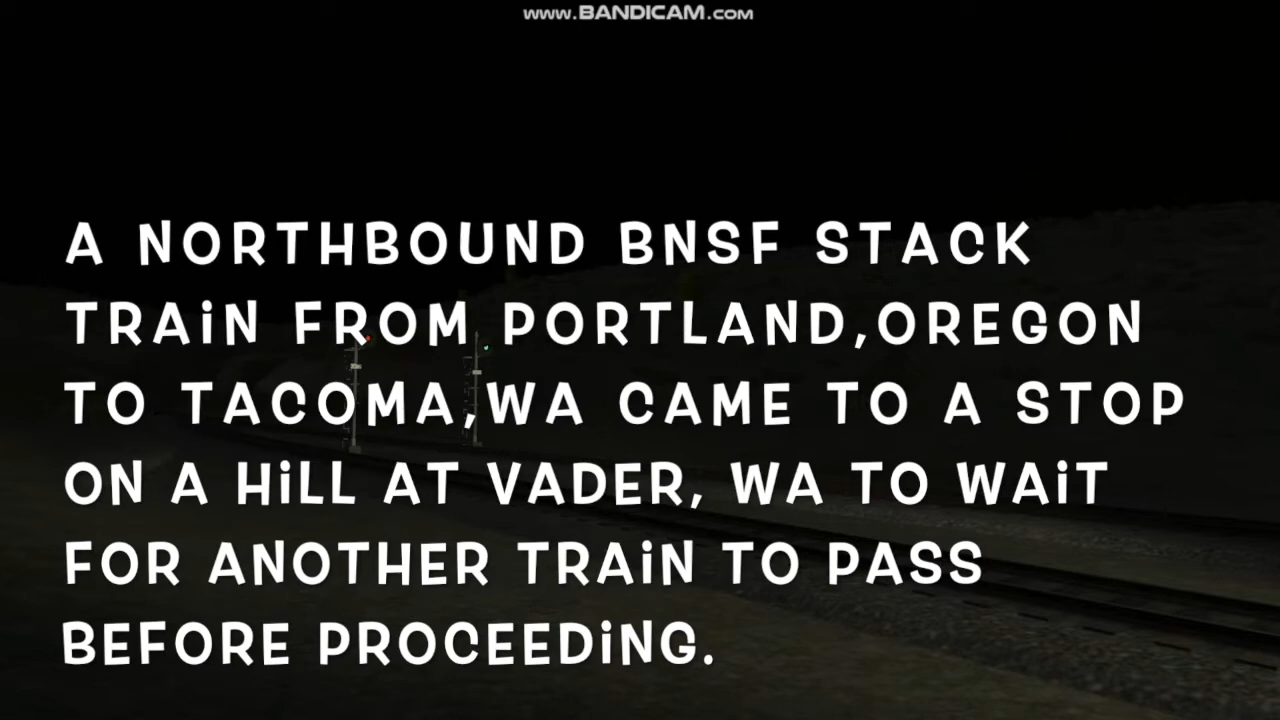 www.BANDICAM.com
A NORTHBOUND BNSF STACK
TRAiN FROM PORTLAND,OREGON
TO TACOMA,WA CAME TO A STOP
ON A HiLL AT VADER, WA TO WAiT
FOR ANOTHER TRAiN TO PASS
BEFORE PROCEEDiNG.